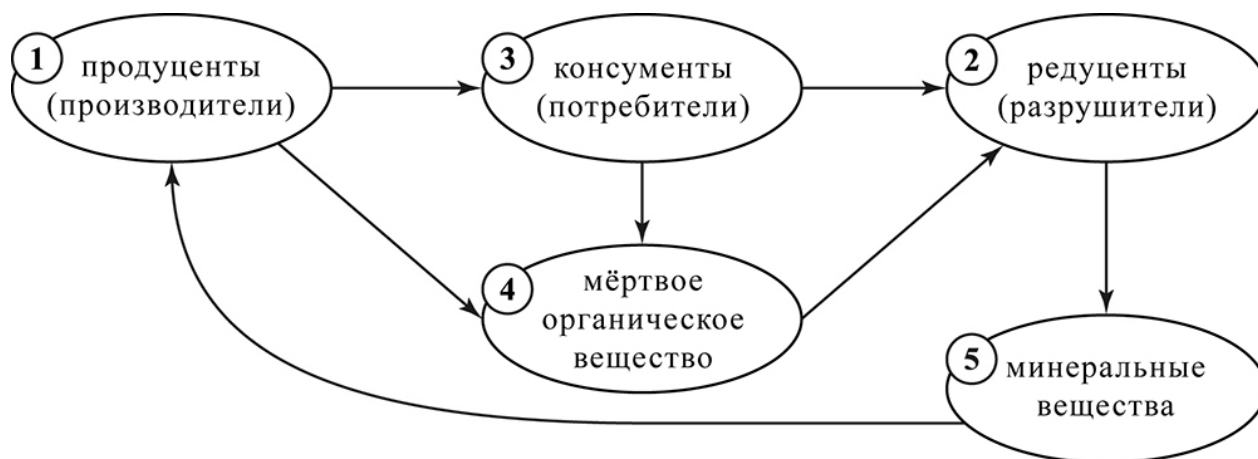 1
продуценты
(производители)
3
консументы
(потребители)
2
редуценты
(разрушители)
4
мёртвое
органическое
вещество
5
минеральные
вещества